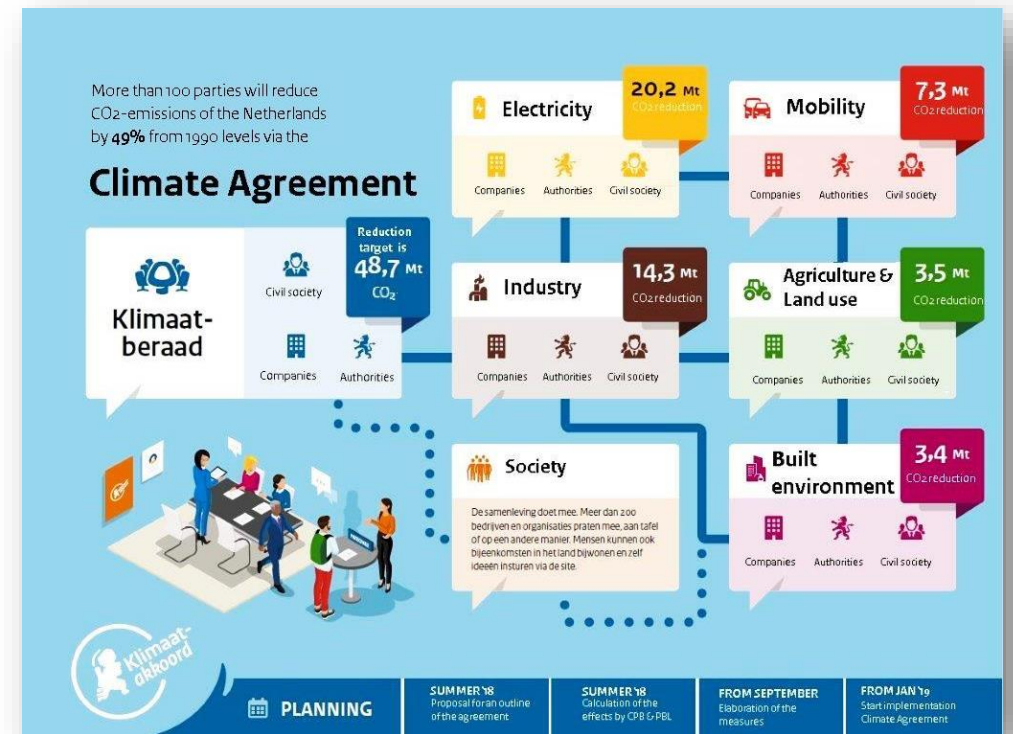 More than 100 parties will reduce
CO2-emissions of the Netherlands
by 49% from 1990 levels via the
Climate Agreement
Klimaat-
beraad
Civil society
Companies
Authorities
Reduction
target is
48,7 Mt
CO₂
Electricity
20,2 Mt
CO2 reduction
Companies
Authorities
Civil society
Mobility
7,3 Mt
CO2 reduction
Companies
Authorities
Civil society
Industry
14,3 Mt
CO2 reduction
Companies
Authorities
Civil society
Agriculture &
Land use
3,5 Mt
CO2 reduction
Companies
Authorities
Civil society
Society
De samenleving doet mee. Meer dan 200
bedrijven en organisaties praten mee, aan tafel
of op een andere manier. Mensen kunnen ook
bijeenkomsten in het land bijwonen en zelf
ideeën insturen via de site.
Built
environment
3,4 Mt
CO2 reduction
Companies
Authorities
Civil society
Klimaat-
akkoord
PLANNING
SUMMER '18
Proposal for an outline
of the agreement
SUMMER '18
Calculation of the
effects by CPB & PBL
FROM SEPTEMBER
Elaboration of the
measures
FROM JAN '19
Start implementation
Climate Agreement